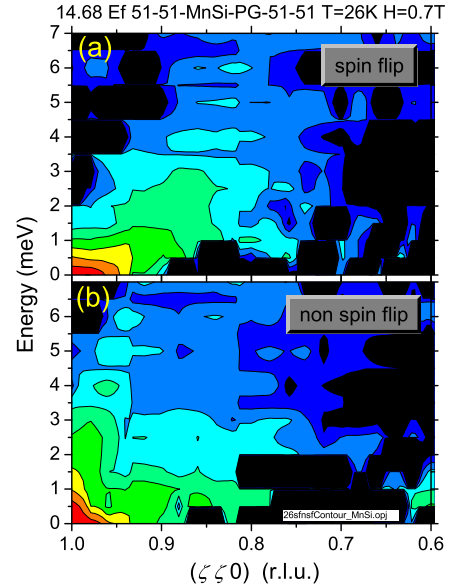 14.68 Ef 51-51-MnSi-PG-51-51 T=26K H=0.7T
(a)
spin flip
7
6
5
4
3
2
1
0
Energy (meV)
(b)
non spin flip
7
6
5
4
3
2
1
0
26sfnsfContour_MnSi.opj
1.0 0.9 0.8 0.7 0.6
(ζ ζ 0) (r.l.u.)